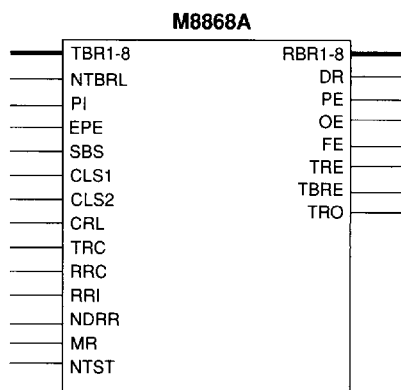 M8868A
TBR1-8 RBR1-8
NTBRL DR
PI PE
EPE OE
SBS FE
CLS1 TRE
CLS2 TBRE
CRL TRO
TRC
RRC
RRI
NDRR
MR
NTST